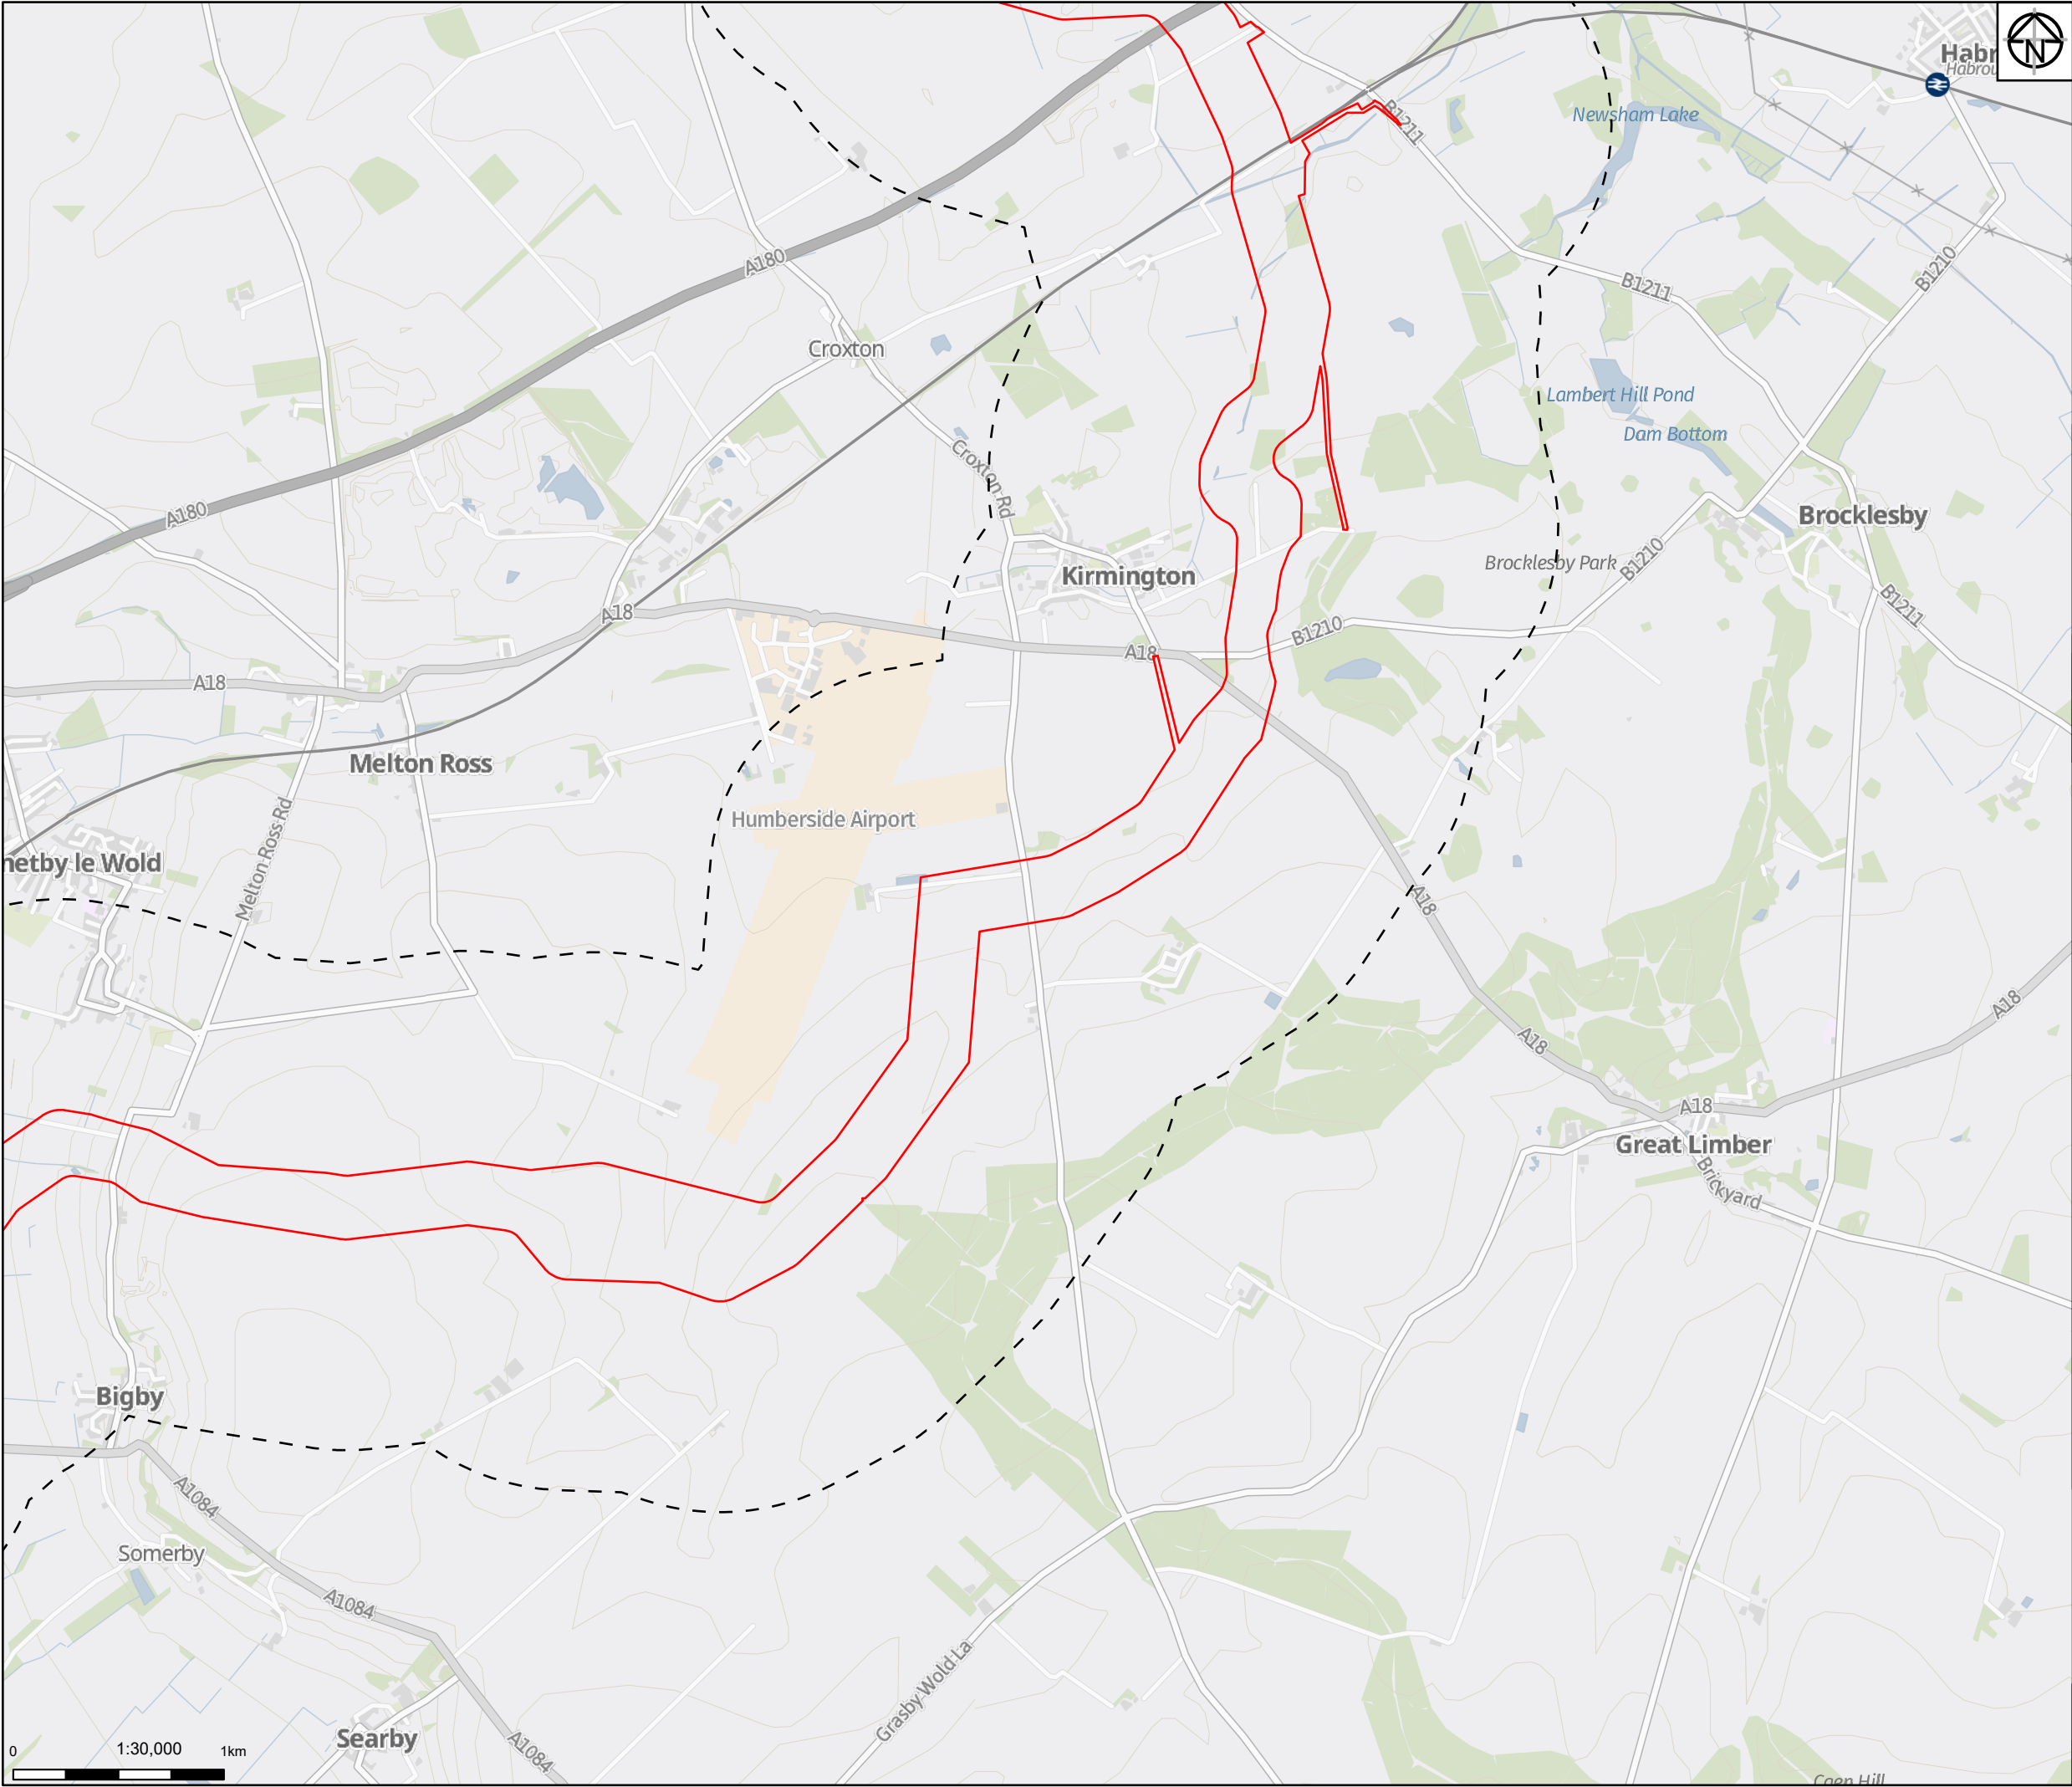 Habr
Habrou
N
B1211
Newsham Lake
A180
B1210
B1211
Croxton
Lambert Hill Pond
Dam Bottom
Croxton Rd
A180
Brocklesby
Brocklesby Park
B1210
Kirmington
B1211
A18
B1210
A18
A18
Melton Ross
Humberside Airport
Melton Ross Rd
netby le Wold
A18
A18
A18
A18
Great Limber
Brickyard
Bigby
A1084
Somerby
A1084
Grasby Wold La
Searby
A1084
0 1:30,000 1km
Caen Hill